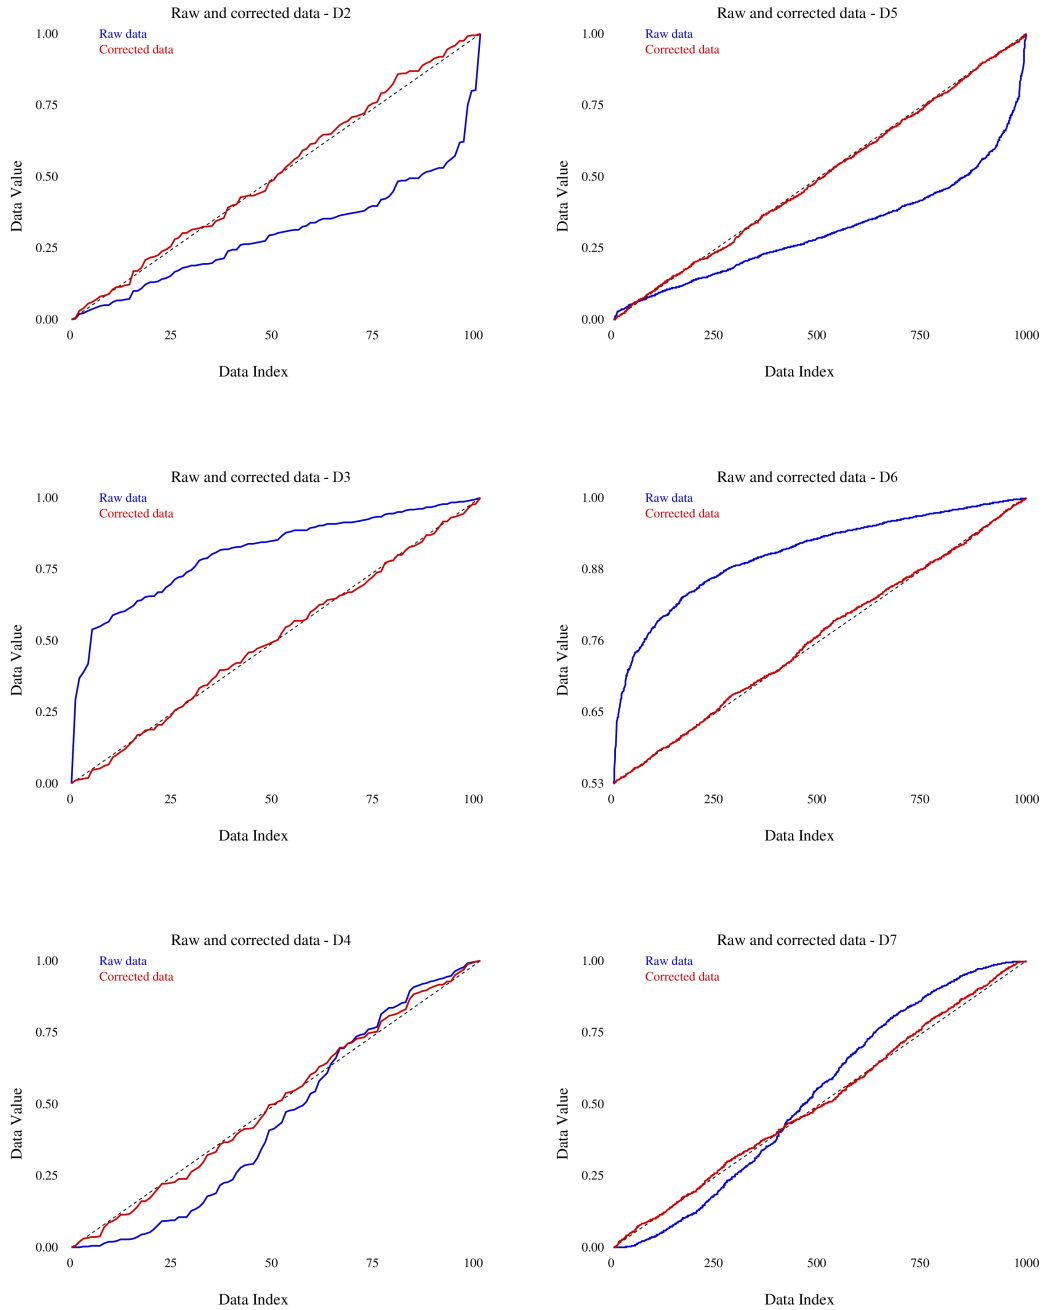 Raw and corrected data - D2
Raw data
Corrected data
1.00
0.75
0.50
0.25
0.00
Data Value
0 25 50 75 100
Data Index
Raw and corrected data - D5
Raw data
Corrected data
1.00
0.75
0.50
0.25
0.00
Data Value
0 250 500 750 1000
Data Index
Raw and corrected data - D3
Raw data
Corrected data
1.00
0.75
0.50
0.25
0.00
Data Value
0 25 50 75 100
Data Index
Raw and corrected data - D6
Raw data
Corrected data
1.00
0.88
0.76
0.65
0.53
Data Value
0 250 500 750 1000
Data Index
Raw and corrected data - D4
Raw data
Corrected data
1.00
0.75
0.50
0.25
0.00
Data Value
0 25 50 75 100
Data Index
Raw and corrected data - D7
Raw data
Corrected data
1.00
0.75
0.50
0.25
0.00
Data Value
0 250 500 750 1000
Data Index